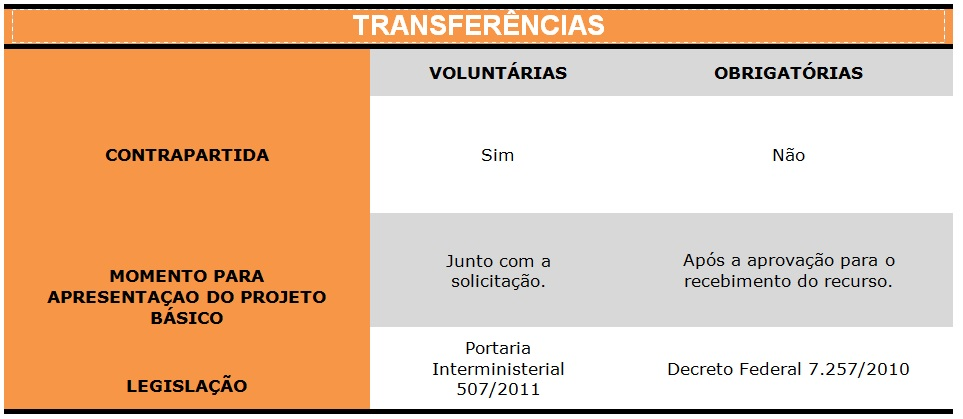 TRANSFERÊNCIAS
VOLUNTÁRIAS
OBRIGATÓRIAS
CONTRAPARTIDA
Sim
Não
MOMENTO PARA
APRESENTAÇAO DO PROJETO
BÁSICO
Junto com a
solicitação.
Após a aprovação para o
recebimento do recurso.
LEGISLAÇÃO
Portaria
Interministerial
507/2011
Decreto Federal 7.257/2010